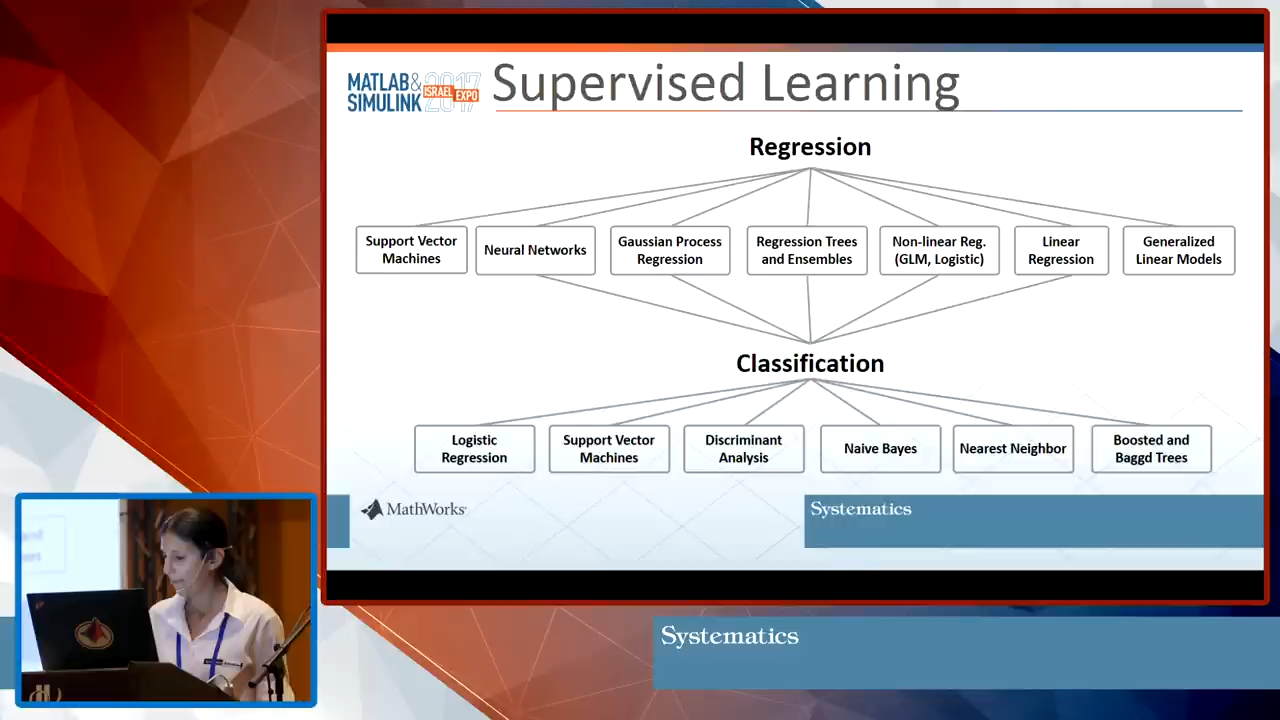 MATLAB&
SIMULINK
2017
ISRAEL
EXPO
Supervised Learning
Regression
Support Vector
Machines
Neural Networks
Gaussian Process
Regression
Regression Trees
and Ensembles
Non-linear Reg.
(GLM, Logistic)
Linear
Regression
Generalized
Linear Models
Classification
Logistic
Regression
Support Vector
Machines
Discriminant
Analysis
Naive Bayes
Nearest Neighbor
Boosted and
Baggd Trees
MathWorks
Systematics
Systematics